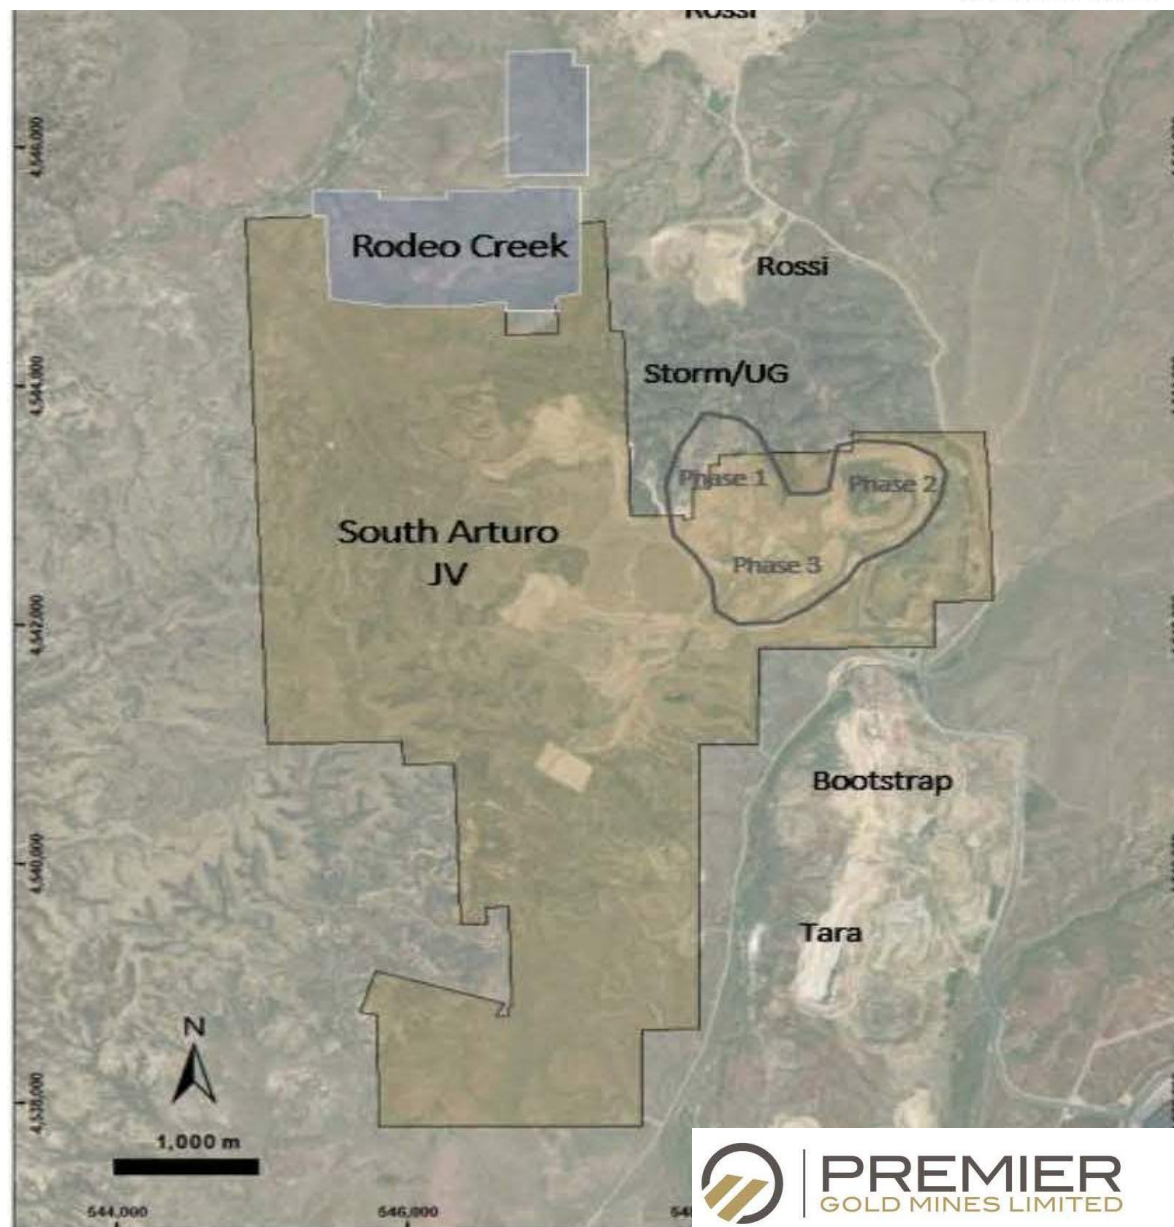 Rossi
4,546,000
Rodeo Creek
Rossi
4,544,000
Storm/UG
Phase 1
Phase 2
South Arturo
JV
Phase 3
4,542,000
Bootstrap
4,540,000
Tara
N
4,538,000
1,000 m
544,000
546,000
PREMIER
GOLD MINES LIMITED